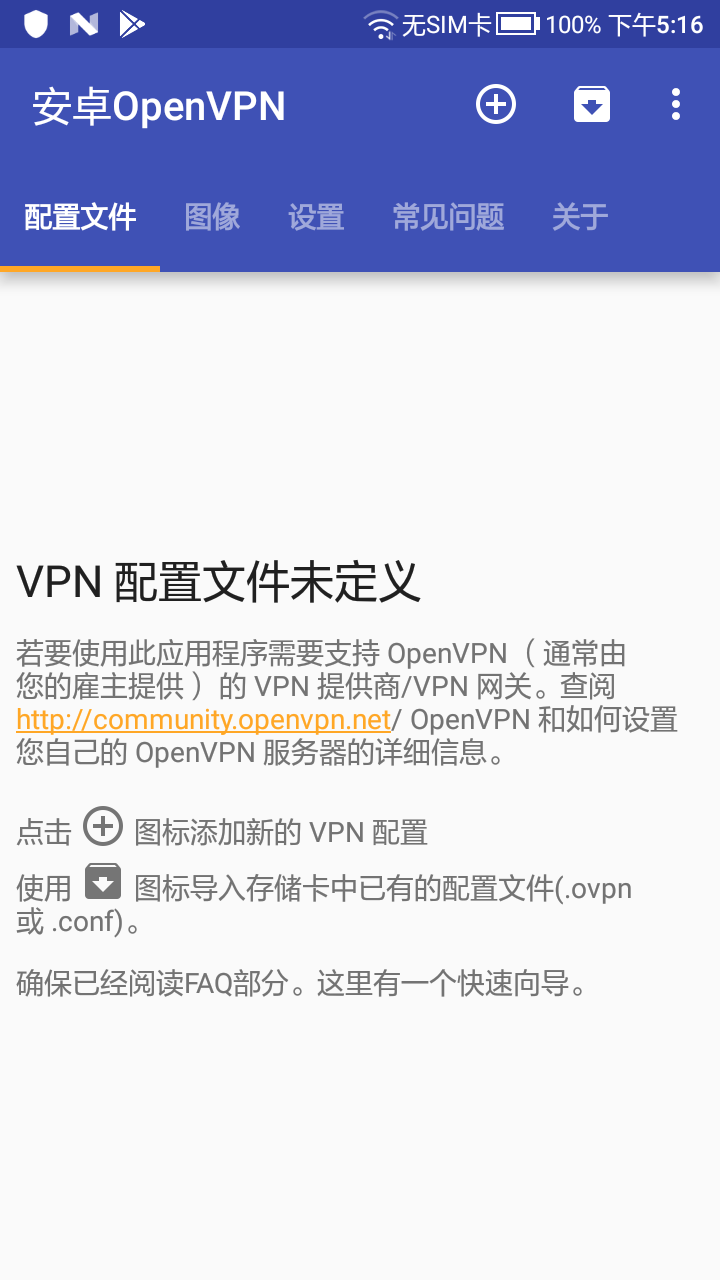 无SIM卡 100% 下午5:16
安卓OpenVPN
配置文件 图像 设置 常见问题 关于
VPN 配置文件未定义
若要使用此应用程序需要支持 OpenVPN（ 通常由
您的雇主提供 ）的 VPN 提供商/VPN 网关。查阅
http://community.openvpn.net/ OpenVPN 和如何设置
您自己的 OpenVPN 服务器的详细信息。
点击 图标添加新的 VPN 配置
使用 图标导入存储卡中已有的配置文件(.ovpn
或 .conf)。
确保已经阅读FAQ部分。这里有一个快速向导。